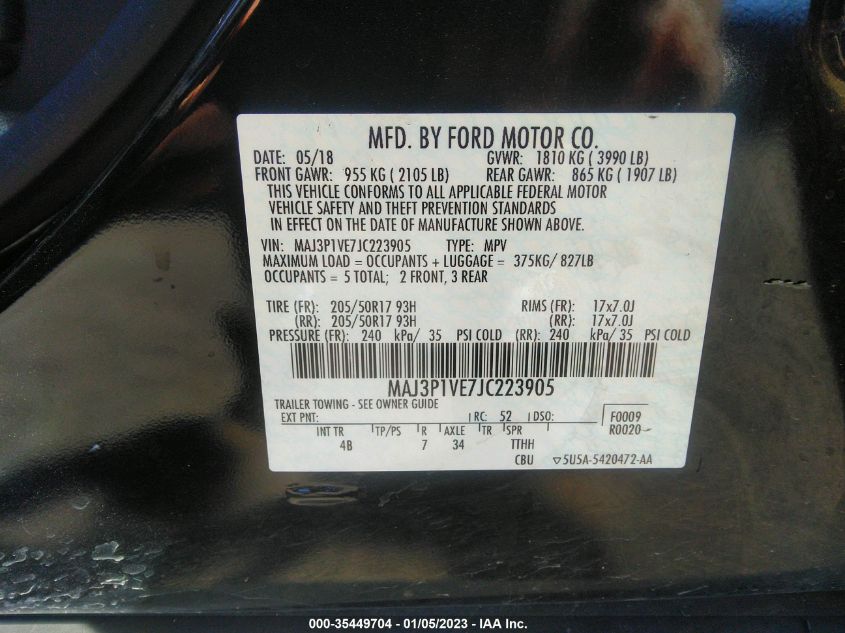 MFD. BY FORD MOTOR CO.
DATE: 05/18 GVWR: 1810 KG ( 3990 LB)
FRONT GAWR: 955 KG ( 2105 LB) REAR GAWR: 865 KG ( 1907 LB)
THIS VEHICLE CONFORMS TO ALL APPLICABLE FEDERAL MOTOR
VEHICLE SAFETY AND THEFT PREVENTION STANDARDS
IN EFFECT ON THE DATE OF MANUFACTURE SHOWN ABOVE.
VIN: MAJ3P1VE7JC223905 TYPE: MPV
MAXIMUM LOAD = OCCUPANTS + LUGGAGE = 375KG/ 827LB
OCCUPANTS = 5 TOTAL; 2 FRONT, 3 REAR
TIRE (FR): 205/50R17 93H RIMS (FR): 17x7.0J
(RR): 205/50R17 93H (RR): 17x7.0J
PRESSURE (FR): 240 kPa/ 35 PSI COLD (RR): 240 kPa/ 35 PSI COLD
MAJ3P1VE7JC223905
TRAILER TOWING - SEE OWNER GUIDE
EXT PNT: RC: 52 DSO: F0009
R0020
INT TR TP/PS R AXLE TR SPR
4B 7 34 TTHH
CBU ▽5U5A-5420472-AA
000-35449704 — 01/05/2023 — IAA Inc.